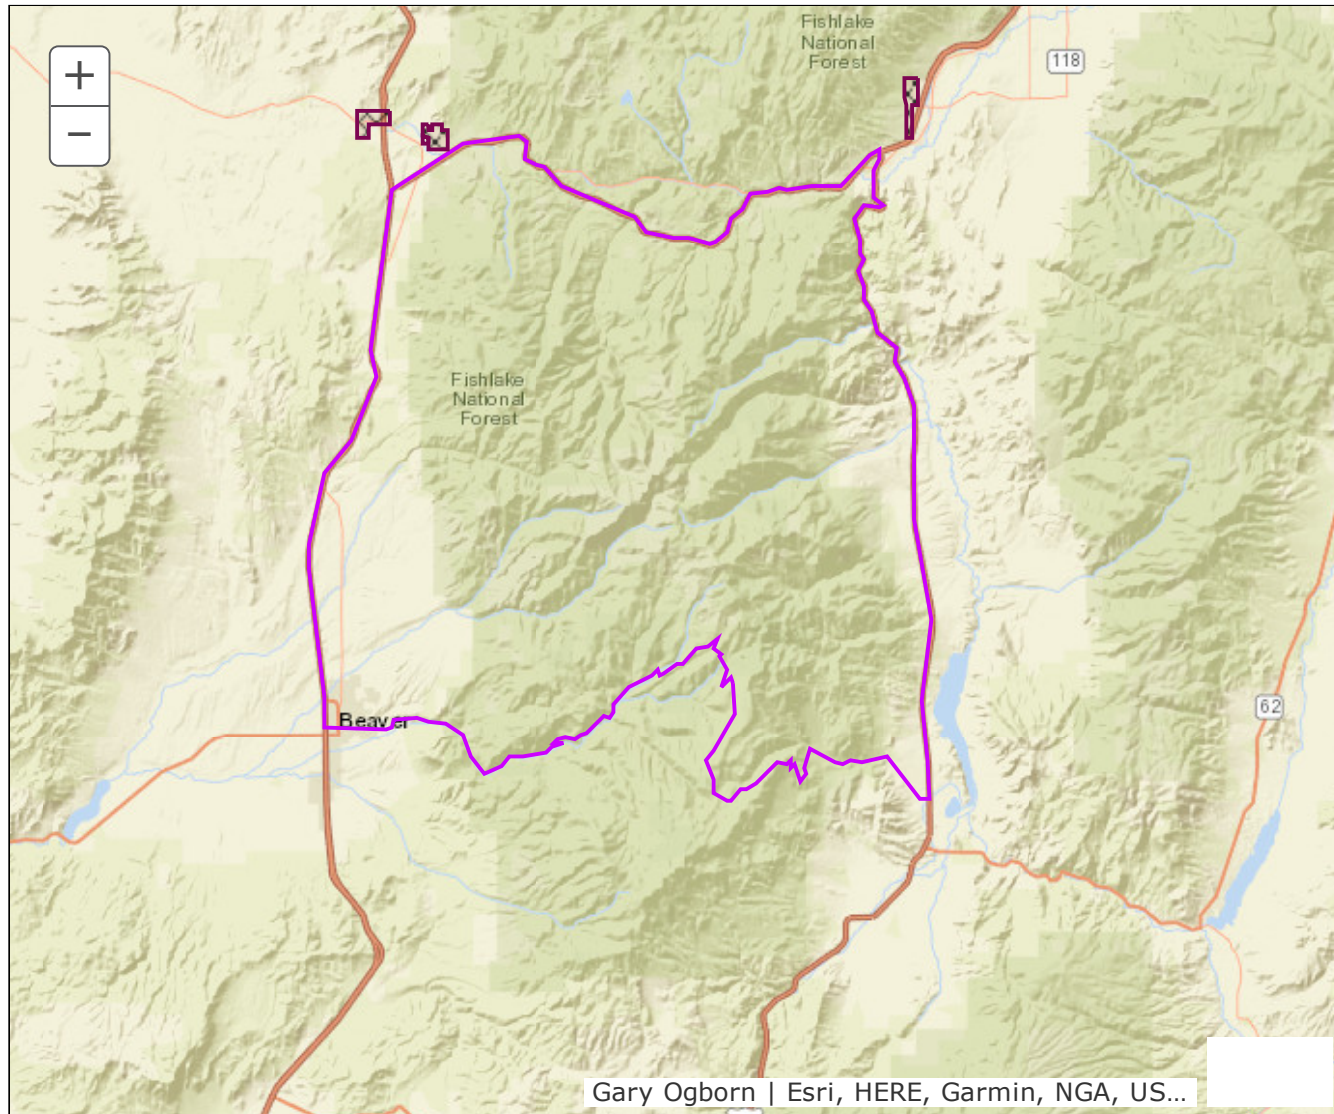 Fishlake
National
Forest
118
+
−
Fishlake
National
Forest
62
Beaver
Gary Ogborn | Esri, HERE, Garmin, NGA, US...